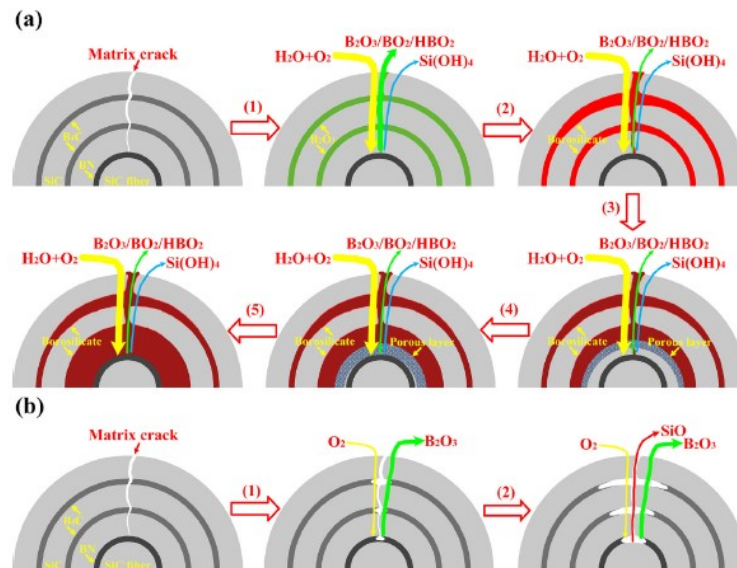 (a)
Matrix crack
B₄C
BN
SiC
SiC fiber
(1)
H₂O+O₂
B₂O₃/BO₂/HBO₂
Si(OH)₄
B₂O₃
(2)
H₂O+O₂
B₂O₃/BO₂/HBO₂
Si(OH)₄
Borosilicate
(3)
H₂O+O₂
B₂O₃/BO₂/HBO₂
Si(OH)₄
Borosilicate
(5)
H₂O+O₂
B₂O₃/BO₂/HBO₂
Si(OH)₄
Borosilicate
Porous layer
(4)
H₂O+O₂
B₂O₃/BO₂/HBO₂
Si(OH)₄
Borosilicate
Porous layer
(b)
Matrix crack
B₄C
BN
SiC
SiC fiber
(1)
O₂
B₂O₃
(2)
O₂
SiO
B₂O₃